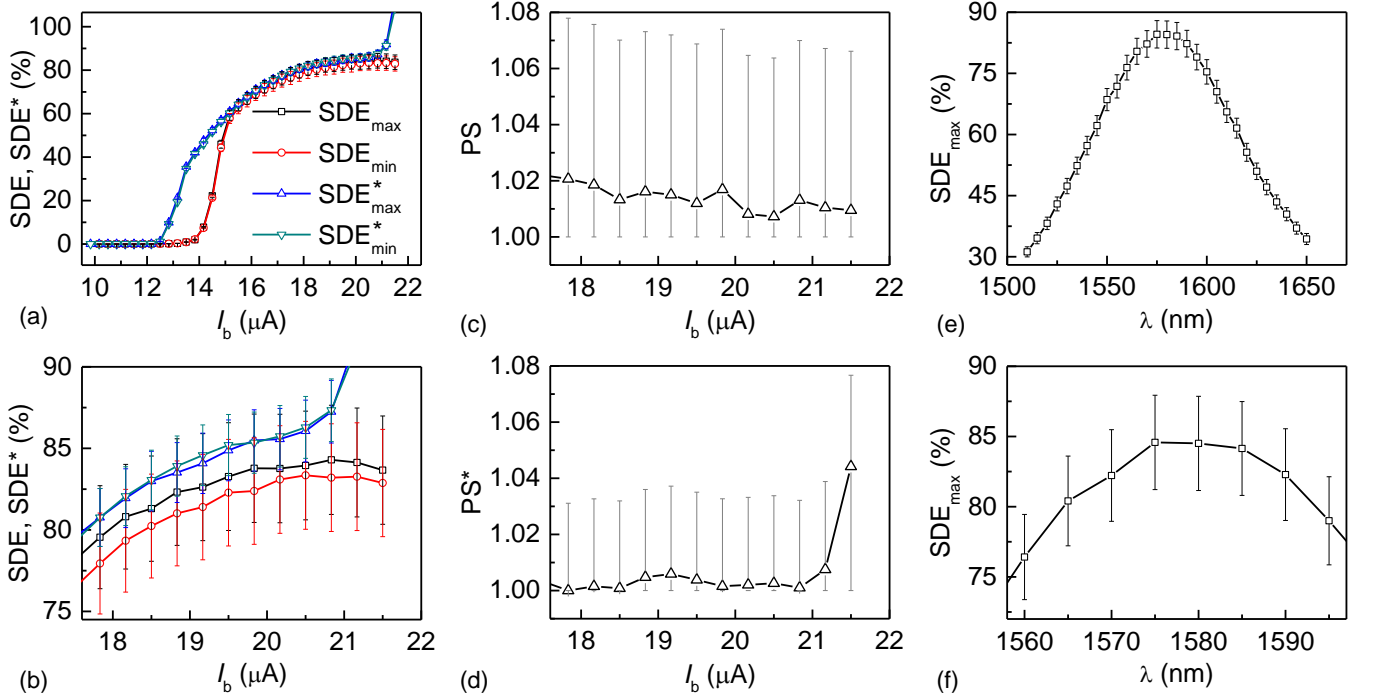 SDE, SDE* (%)
100
80
60
40
20
0
SDEmax
SDEmin
SDE*max
SDE*min
10 12 14 16 18 20 22
(a)
Ib (μA)
PS
1.08
1.06
1.04
1.02
1.00
18 19 20 21 22
(c)
Ib (μA)
SDEmax (%)
90
75
60
45
30
1500 1550 1600 1650
(e)
λ (nm)
SDE, SDE* (%)
90
85
80
75
18 19 20 21 22
(b)
Ib (μA)
PS*
1.08
1.06
1.04
1.02
1.00
18 19 20 21 22
(d)
Ib (μA)
SDEmax (%)
90
85
80
75
1560 1570 1580 1590
(f)
λ (nm)